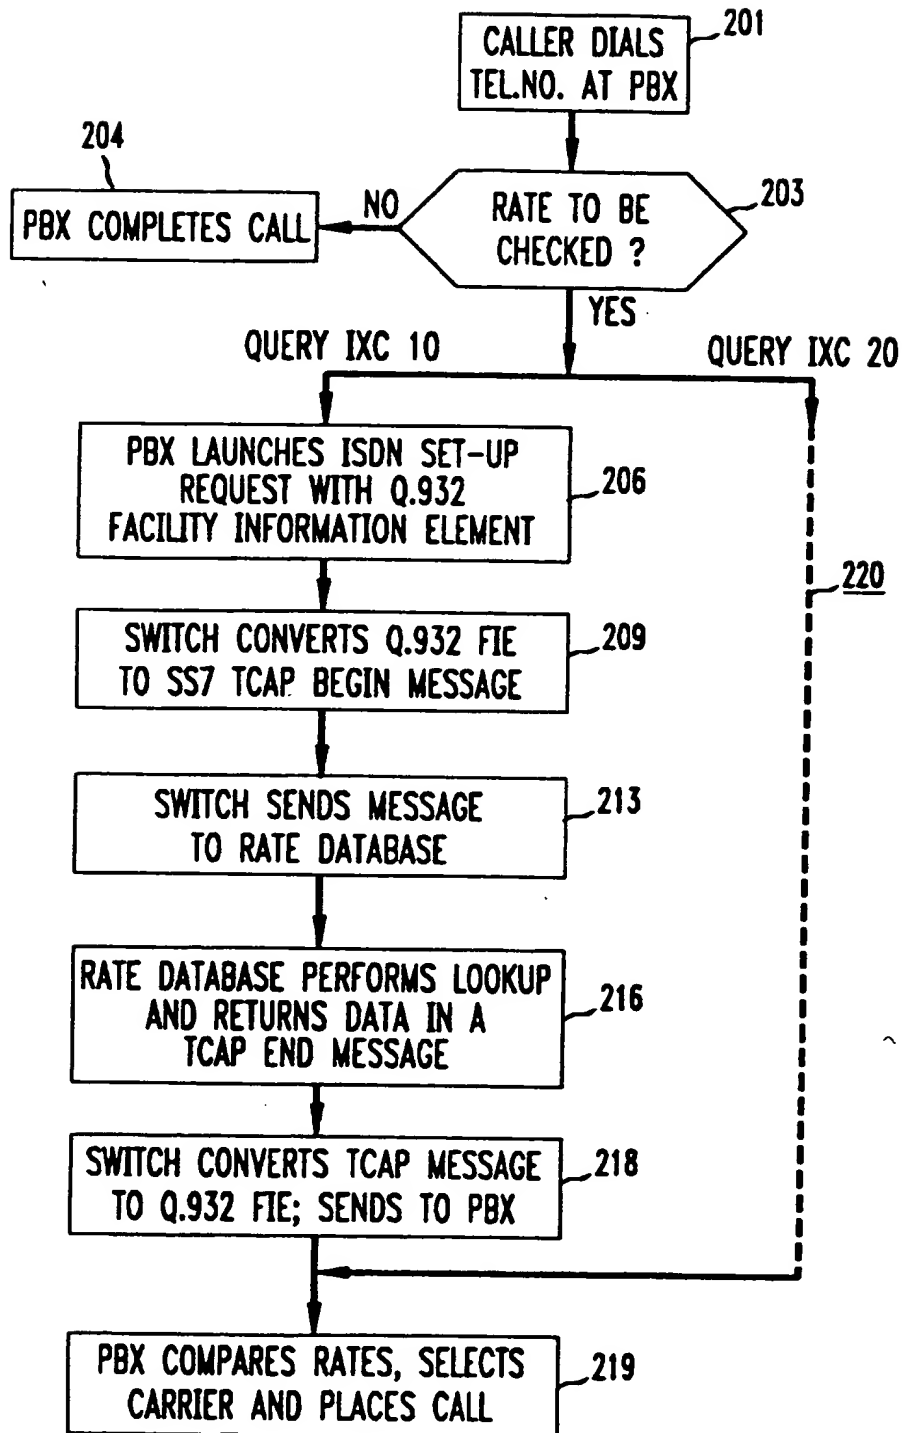 201
CALLER DIALS
TEL.NO. AT PBX
204
203
PBX COMPLETES CALL
NO
RATE TO BE
CHECKED ?
YES
QUERY IXC 10
QUERY IXC 20
PBX LAUNCHES ISDN SET-UP
REQUEST WITH Q.932
FACILITY INFORMATION ELEMENT
206
220
SWITCH CONVERTS Q.932 FIE
TO SS7 TCAP BEGIN MESSAGE
209
SWITCH SENDS MESSAGE
TO RATE DATABASE
213
RATE DATABASE PERFORMS LOOKUP
AND RETURNS DATA IN A
TCAP END MESSAGE
216
SWITCH CONVERTS TCAP MESSAGE
TO Q.932 FIE; SENDS TO PBX
218
PBX COMPARES RATES, SELECTS
CARRIER AND PLACES CALL
219